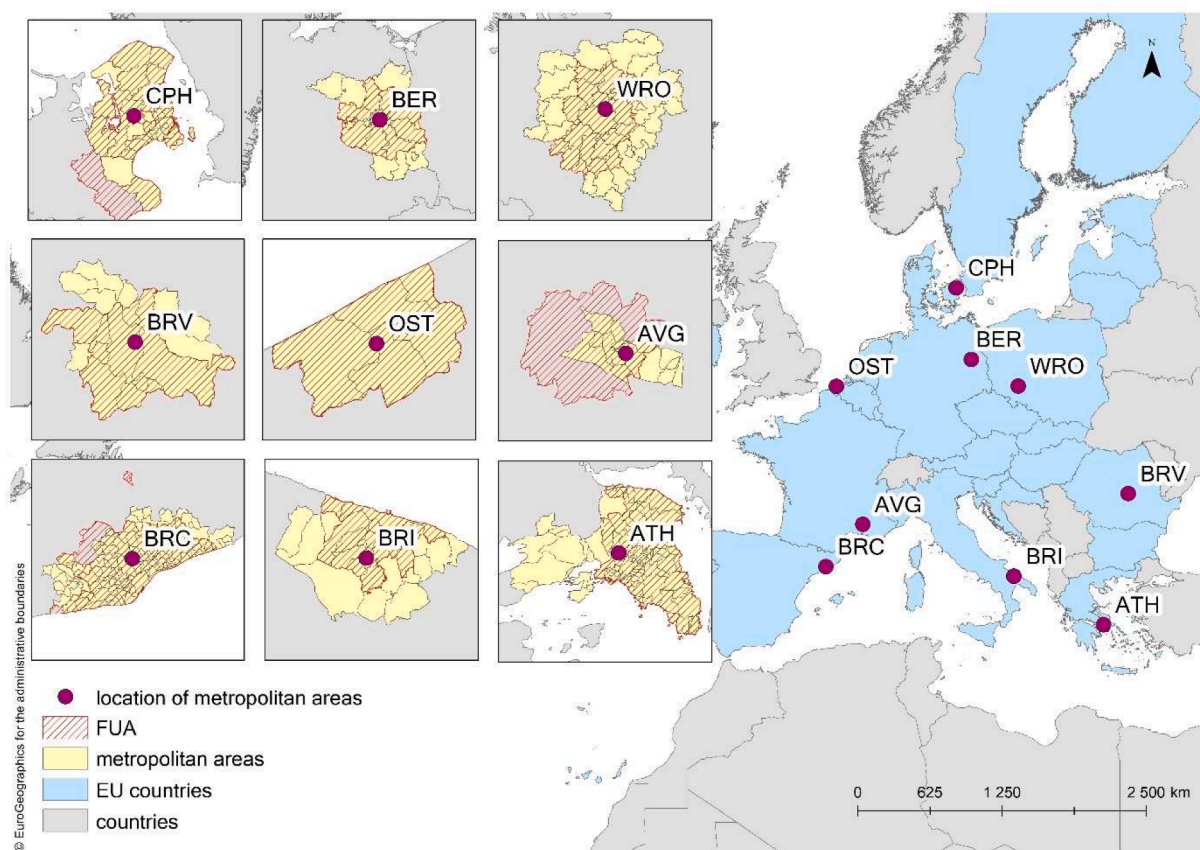 CPH
BER
WRO
BRV
OST
AVG
BRC
BRI
ATH
location of metropolitan areas
FUA
metropolitan areas
EU countries
countries
© EuroGeographics for the administrative boundaries
N
CPH
BER
OST
WRO
BRV
AVG
BRC
BRI
ATH
0 625 1 250 2 500 km